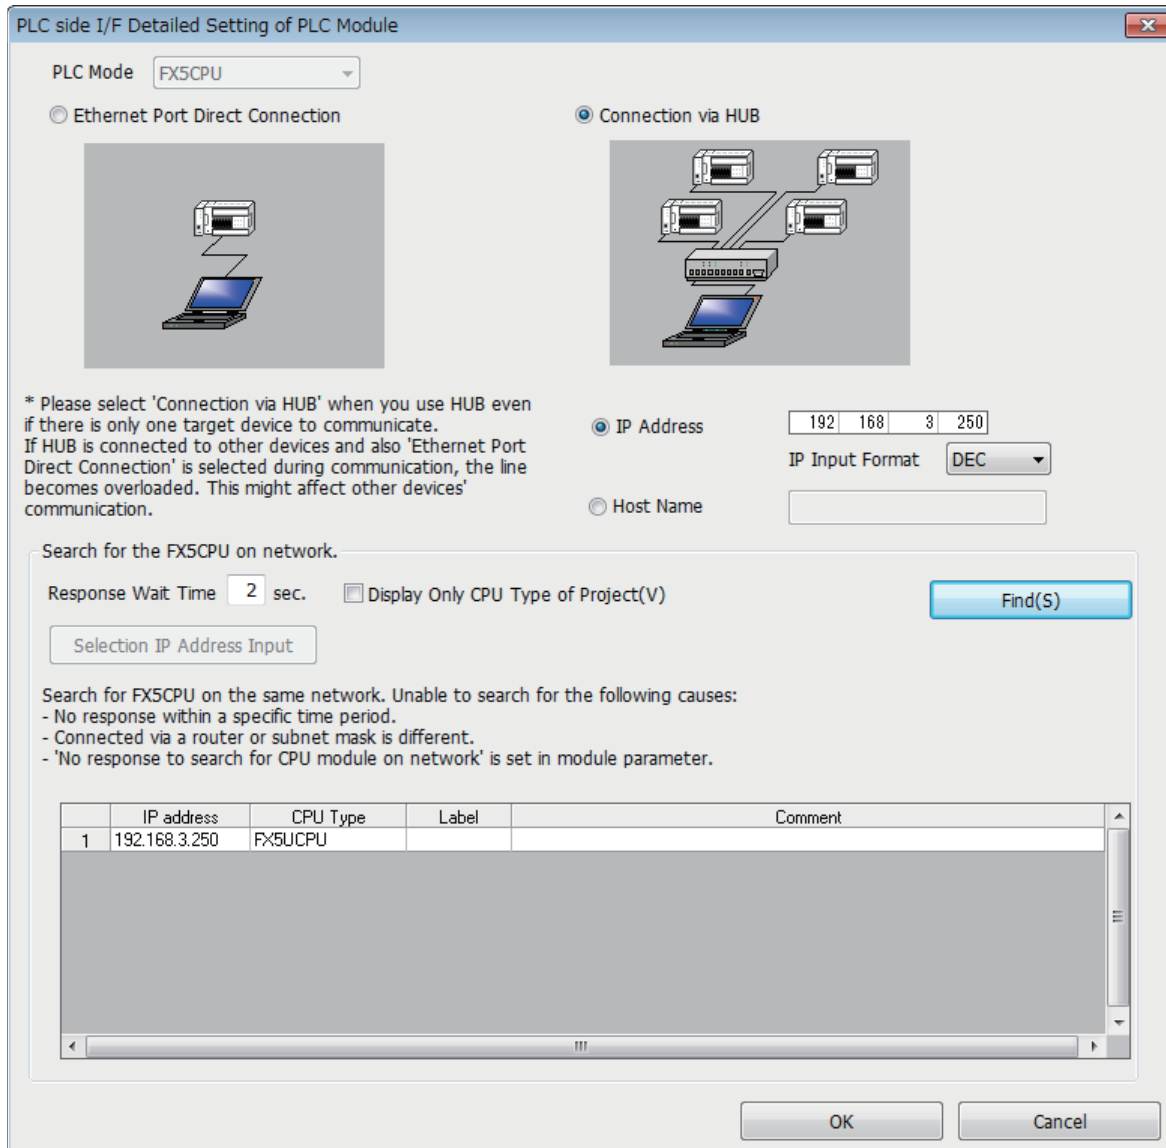 PLC side I/F Detailed Setting of PLC Module
PLC Mode FX5CPU
Ethernet Port Direct Connection
Connection via HUB
* Please select 'Connection via HUB' when you use HUB even
if there is only one target device to communicate.
If HUB is connected to other devices and also 'Ethernet Port
Direct Connection' is selected during communication, the line
becomes overloaded. This might affect other devices'
communication.
IP Address 192 168 3 250
IP Input Format DEC
Host Name
Search for the FX5CPU on network.
Response Wait Time 2 sec. Display Only CPU Type of Project(V)
Find(S)
Selection IP Address Input
Search for FX5CPU on the same network. Unable to search for the following causes:
- No response within a specific time period.
- Connected via a router or subnet mask is different.
- 'No response to search for CPU module on network' is set in module parameter.
IP address CPU Type Label Comment
1 192.168.3.250 FX5UCPU
OK Cancel